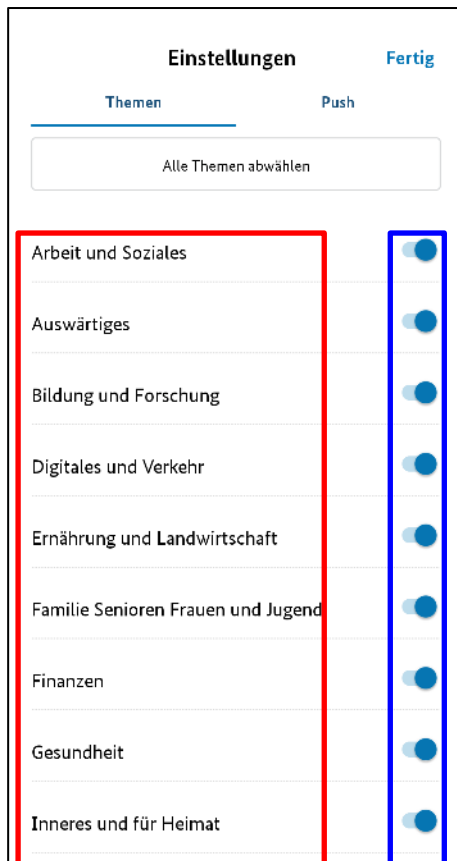 Einstellungen Fertig
Themen Push
Alle Themen abwählen
Arbeit und Soziales
Auswärtiges
Bildung und Forschung
Digitales und Verkehr
Ernährung und Landwirtschaft
Familie Senioren Frauen und Jugend
Finanzen
Gesundheit
Inneres und für Heimat